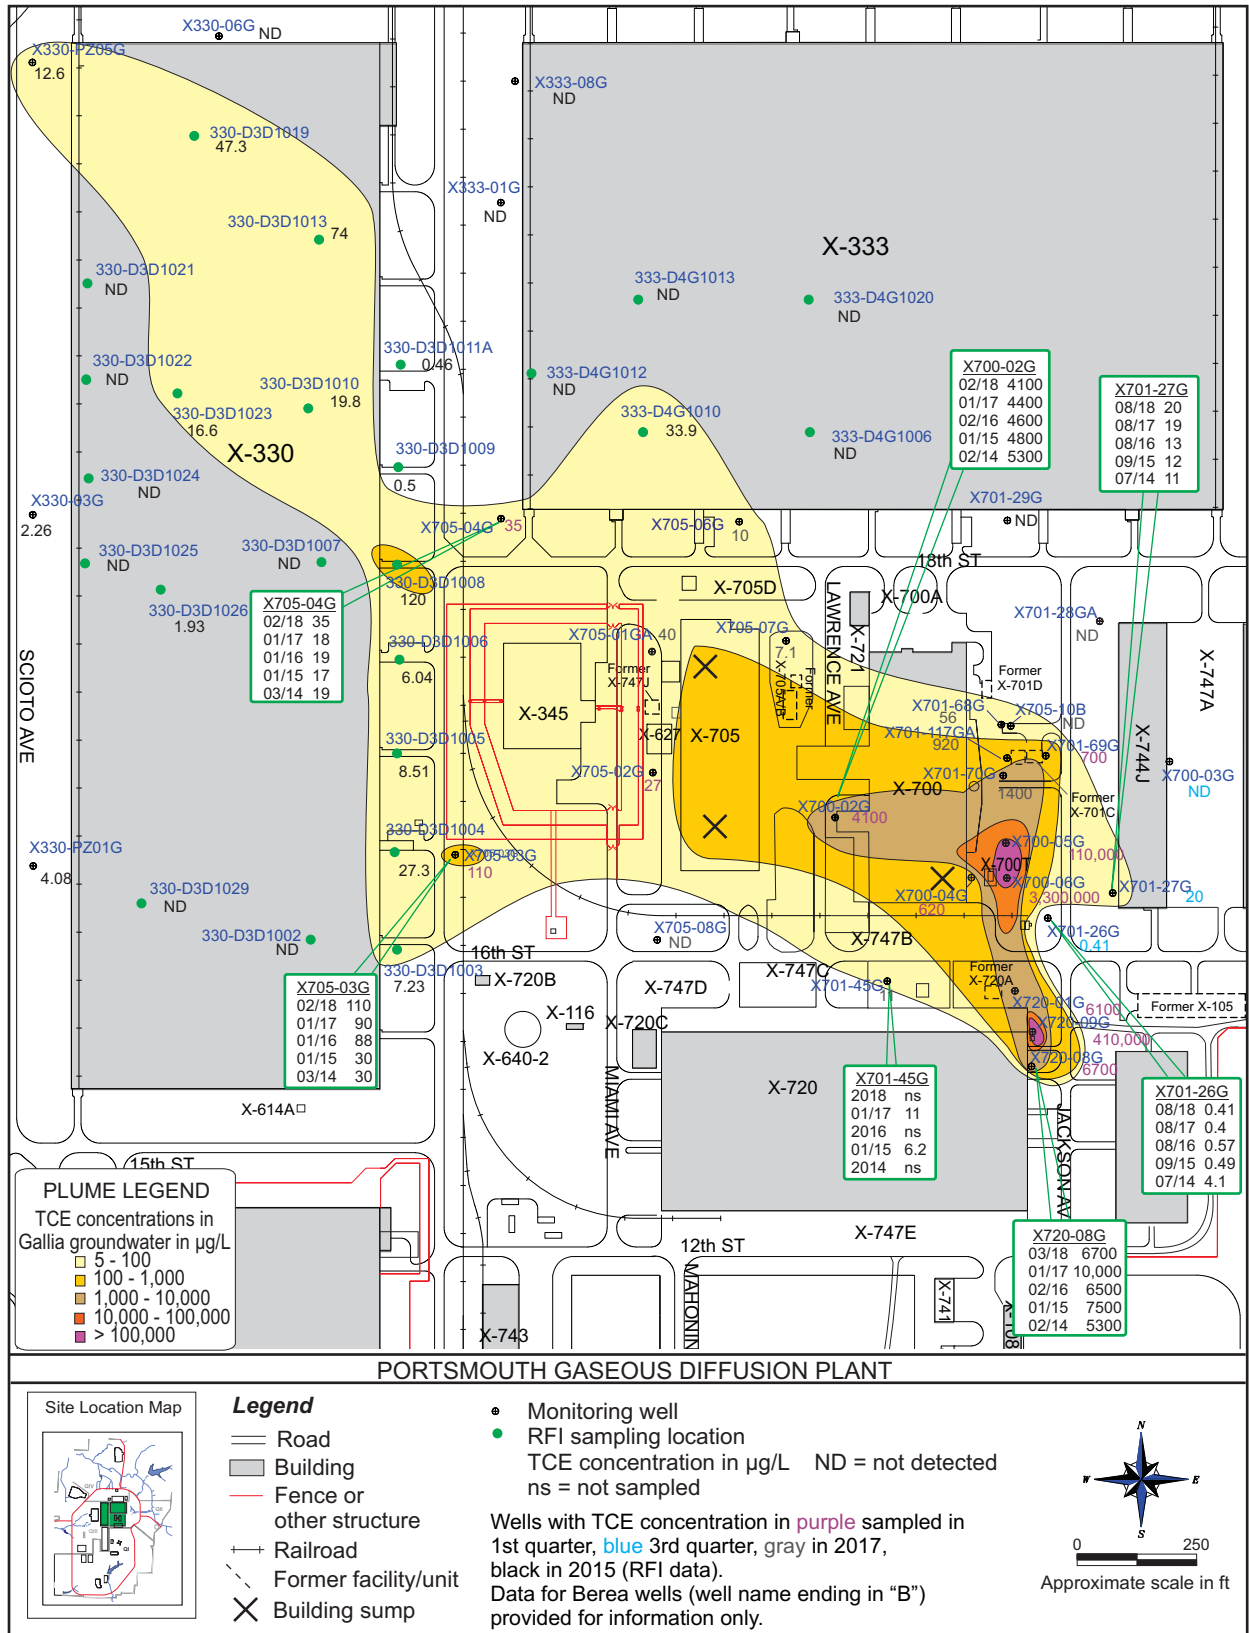 X330-06G
ND
X330-PZ05G
12.6
X333-08G
ND
330-D3D1019
47.3
X333-01G
ND
330-D3D1013
74
X-333
330-D3D1021
ND
333-D4G1013
ND
333-D4G1020
ND
330-D3D1011A
0.46
330-D3D1022
ND
333-D4G1012
ND
330-D3D1010
19.8
330-D3D1023
16.6
333-D4G1010
33.9
333-D4G1006
ND
X700-02G
02/18 4100
01/17 4400
02/16 4600
01/15 4800
02/14 5300
X701-27G
08/18 20
08/17 19
08/16 13
09/15 12
07/14 11
X-330
330-D3D1009
0.5
330-D3D1024
ND
X330-03G
2.26
X705-04G
35
X705-06G
10
X701-29G
ND
330-D3D1025
ND
330-D3D1007
ND
18th ST
330-D3D1008
120
X-705D
X-700A
330-D3D1026
1.93
X705-04G
02/18 35
01/17 18
01/16 19
01/15 17
03/14 19
LAWRENCE AVE
X-721
X701-28GA
ND
X705-01GA
40
X705-07G
7.1
330-D3D1006
6.04
Former
X-747J
Former
X-705A/B
Former
X-701D
SCIOTO AVE
X-747A
X-345
X-627
X-705
X701-68G
56
X705-10B
ND
X701-117GA
920
X701-69G
700
X-744J
330-D3D1005
8.51
X705-02G
27
X701-70G
1400
X-700
Former
X-701C
X700-03G
ND
X700-02G
4100
330-D3D1004
27.3
X705-03G
110
X700-05G
110,000
X-700T
X330-PZ01G
4.08
X700-06G
3,300,000
X700-04G
620
X701-27G
20
330-D3D1029
ND
330-D3D1002
ND
X705-08G
ND
X-747B
X701-26G
0.41
16th ST
330-D3D1003
7.23
X-720B
X-747D
X-747C
X701-45G
11
Former
X-720A
X720-01G
6100
Former X-105
X705-03G
02/18 110
01/17 90
01/16 88
01/15 30
03/14 30
X-116
X-720C
X-640-2
X720-09G
410,000
X720-08G
6700
X-720
X701-45G
2018 ns
01/17 11
2016 ns
01/15 6.2
2014 ns
X701-26G
08/18 0.41
08/17 0.4
08/16 0.57
09/15 0.49
07/14 4.1
MIAMI AVE
JACKSON AV
X-614A
15th ST
X720-08G
03/18 6700
01/17 10,000
02/16 6500
01/15 7500
02/14 5300
X-747E
12th ST
MAHONIN
X-741
X-108
X-743
PLUME LEGEND
TCE concentrations in
Gallia groundwater in µg/L
5 - 100
100 - 1,000
1,000 - 10,000
10,000 - 100,000
> 100,000
PORTSMOUTH GASEOUS DIFFUSION PLANT
Site Location Map
Legend
Road
Building
Fence or
other structure
Railroad
Former facility/unit
Building sump
Monitoring well
RFI sampling location
TCE concentration in µg/L ND = not detected
ns = not sampled
Wells with TCE concentration in purple sampled in
1st quarter, blue 3rd quarter, gray in 2017,
black in 2015 (RFI data).
Data for Berea wells (well name ending in “B”)
provided for information only.
N
W E
S
0 250
Approximate scale in ft